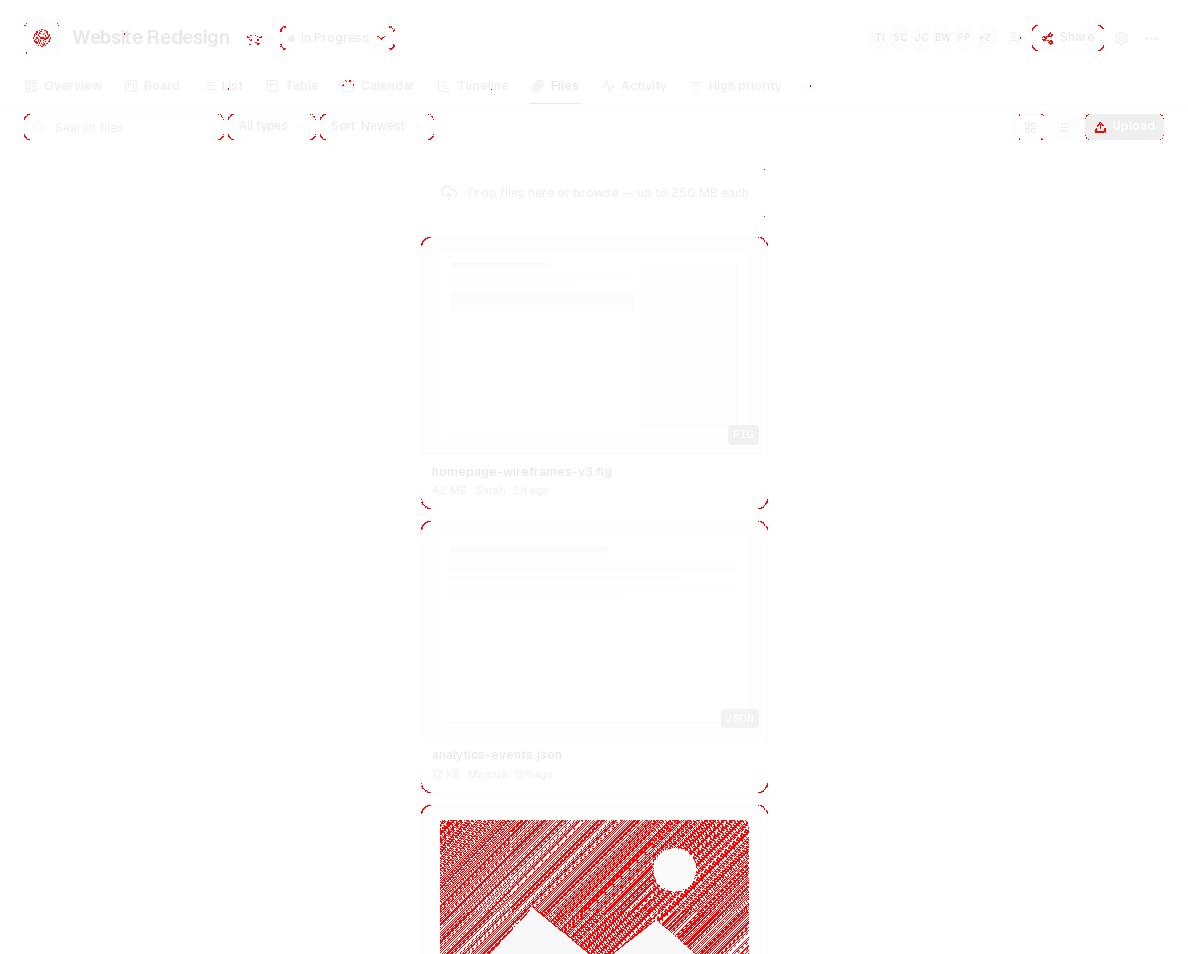 Website Redesign
In Progress
TI SC JC EW PP +2
Share
Overview
Board
List
Table
Calendar
Timeline
Files
Activity
High priority
Search files
All types
Sort: Newest
Upload
Drop files here or browse — up to 250 MB each
FIG
homepage-wireframes-v3.fig
4.2 MB · Sarah · 5h ago
JSON
analytics-events.json
12 KB · Marcus · 12h ago